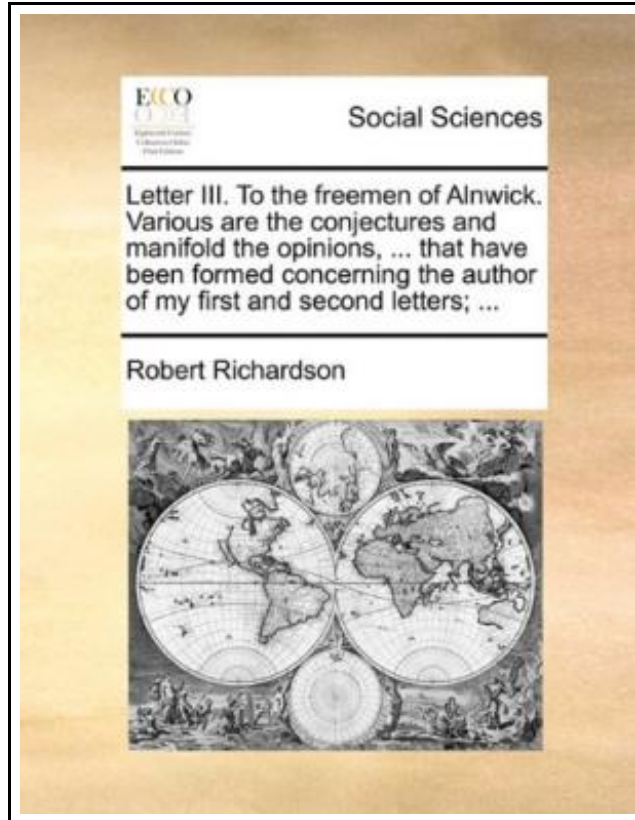 ECCO
Social Sciences
Letter III. To the freemen of Alnwick.
Various are the conjectures and
manifold the opinions, ... that have
been formed concerning the author
of my first and second letters; ...
Robert Richardson